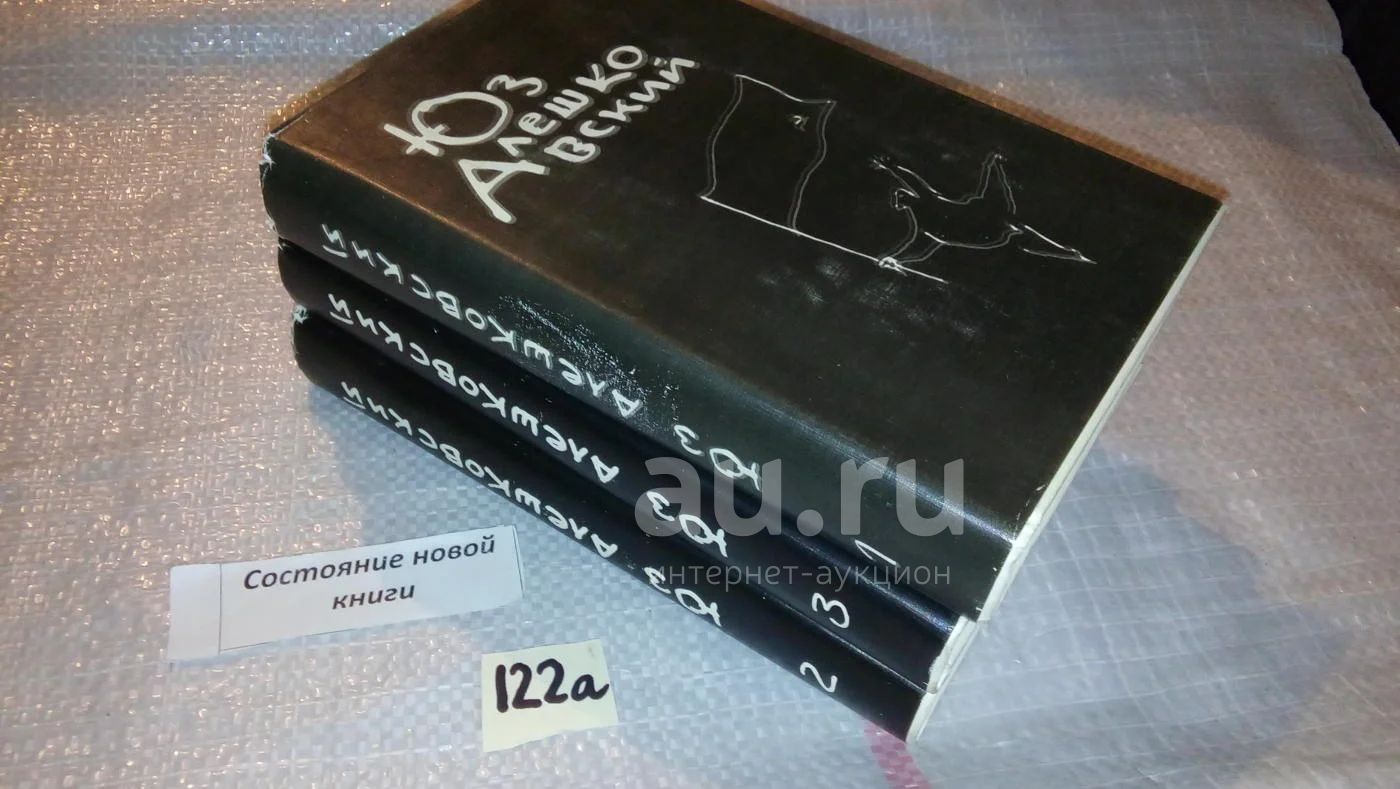 Юз
Алешко
вский
Юз Алешковский 1
Юз Алешковский 3
Юз Алешковский 2
au.ru
интернет-аукцион
Состояние новой
книги
122а